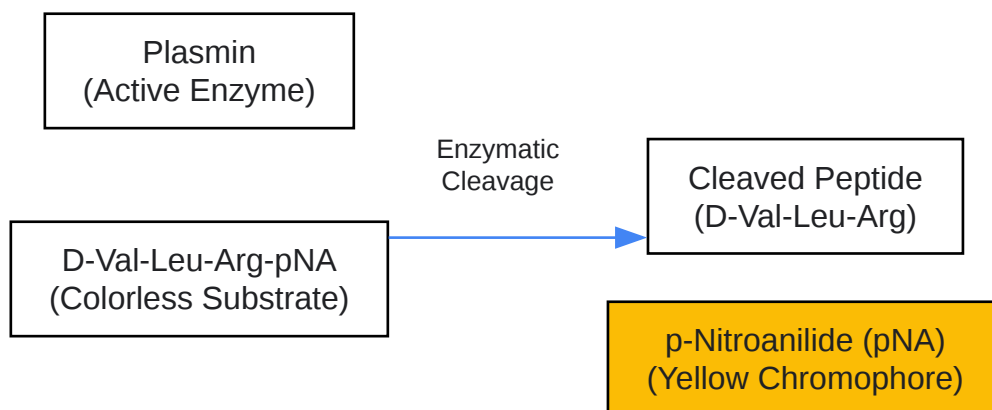 Plasmin
(Active Enzyme)
Enzymatic
Cleavage
Cleaved Peptide
(D-Val-Leu-Arg)
D-Val-Leu-Arg-pNA
(Colorless Substrate)
p-Nitroanilide (pNA)
(Yellow Chromophore)